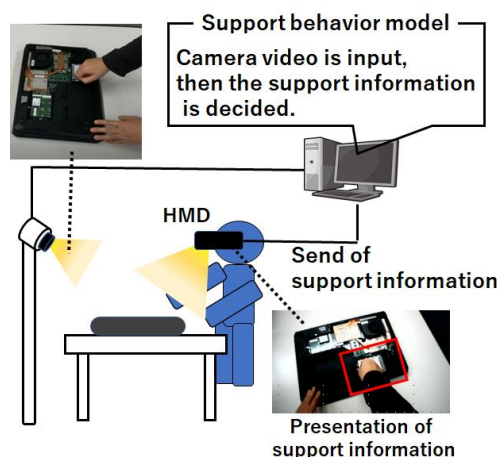 Support behavior model
Camera video is input,
then the support information
is decided.
HMD
Send of
support information
Presentation of
support information